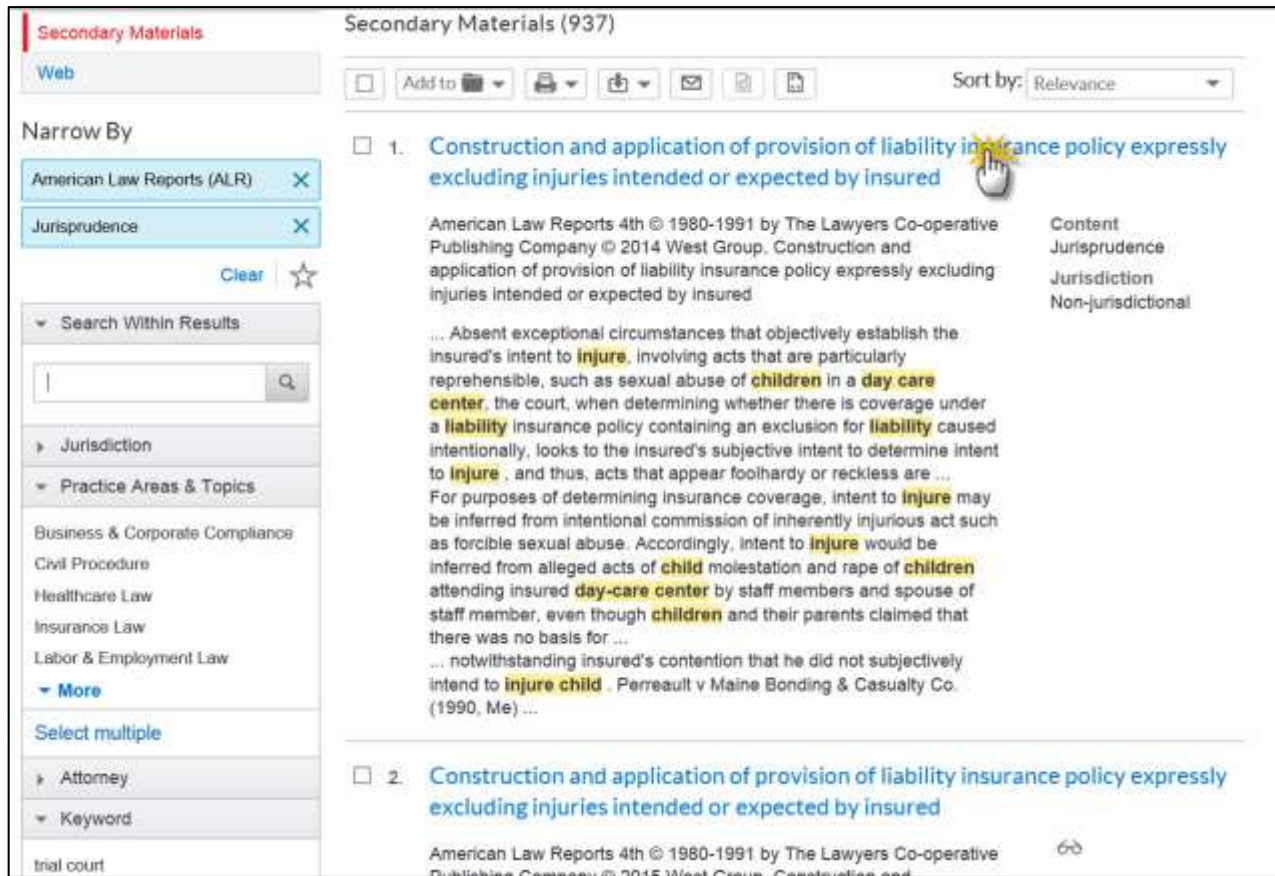 Secondary Materials
Web
Narrow By
American Law Reports (ALR)
Jurisprudence
Clear
Search Within Results
Jurisdiction
Practice Areas & Topics
Business & Corporate Compliance
Civil Procedure
Healthcare Law
Insurance Law
Labor & Employment Law
More
Select multiple
Attorney
Keyword
trial court
Secondary Materials (937)
Add to
Sort by: Relevance
1. Construction and application of provision of liability insurance policy expressly
excluding injuries intended or expected by insured
American Law Reports 4th © 1980-1991 by The Lawyers Co-operative
Publishing Company © 2014 West Group, Construction and
application of provision of liability insurance policy expressly excluding
injuries intended or expected by insured
... Absent exceptional circumstances that objectively establish the
insured's intent to injure, involving acts that are particularly
reprehensible, such as sexual abuse of children in a day care
center, the court, when determining whether there is coverage under
a liability insurance policy containing an exclusion for liability caused
intentionally, looks to the insured's subjective intent to determine intent
to injure , and thus, acts that appear foolhardy or reckless are ...
For purposes of determining insurance coverage, intent to injure may
be inferred from intentional commission of inherently injurious act such
as forcible sexual abuse. Accordingly, intent to injure would be
inferred from alleged acts of child molestation and rape of children
attending insured day-care center by staff members and spouse of
staff member, even though children and their parents claimed that
there was no basis for ...
... notwithstanding insured's contention that he did not subjectively
intend to injure child . Perreault v Maine Bonding & Casualty Co.
(1990, Me) ...
Content
Jurisprudence
Jurisdiction
Non-jurisdictional
2. Construction and application of provision of liability insurance policy expressly
excluding injuries intended or expected by insured
American Law Reports 4th © 1980-1991 by The Lawyers Co-operative
Publishing Company © 2015 West Group, Construction and